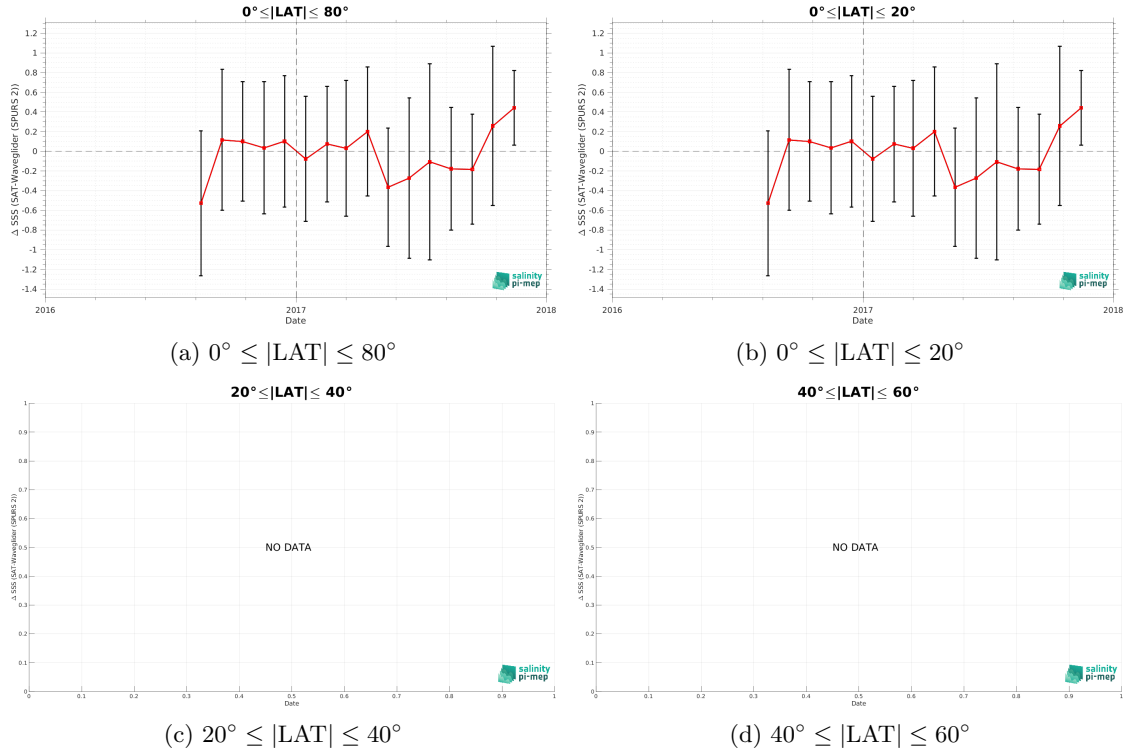 0°≤|LAT|≤ 80°
1.2
1
0.8
0.6
0.4
0.2
0
-0.2
-0.4
-0.6
-0.8
-1
-1.2
-1.4
Δ SSS (SAT-Waveglider (SPURS 2))
2016
2017
2018
Date
salinity
pi-mep
(a) 0° ≤ |LAT| ≤ 80°
0°≤|LAT|≤ 20°
1.2
1
0.8
0.6
0.4
0.2
0
-0.2
-0.4
-0.6
-0.8
-1
-1.2
-1.4
Δ SSS (SAT-Waveglider (SPURS 2))
2016
2017
2018
Date
salinity
pi-mep
(b) 0° ≤ |LAT| ≤ 20°
20°≤|LAT|≤ 40°
1
0.9
0.8
0.7
0.6
0.5
0.4
0.3
0.2
0.1
0
Δ SSS (SAT-Waveglider (SPURS 2))
NO DATA
0 0.1 0.2 0.3 0.4 0.5 0.6 0.7 0.8 0.9 1
Date
salinity
pi-mep
(c) 20° ≤ |LAT| ≤ 40°
40°≤|LAT|≤ 60°
1
0.9
0.8
0.7
0.6
0.5
0.4
0.3
0.2
0.1
0
Δ SSS (SAT-Waveglider (SPURS 2))
NO DATA
0 0.1 0.2 0.3 0.4 0.5 0.6 0.7 0.8 0.9 1
Date
salinity
pi-mep
(d) 40° ≤ |LAT| ≤ 60°